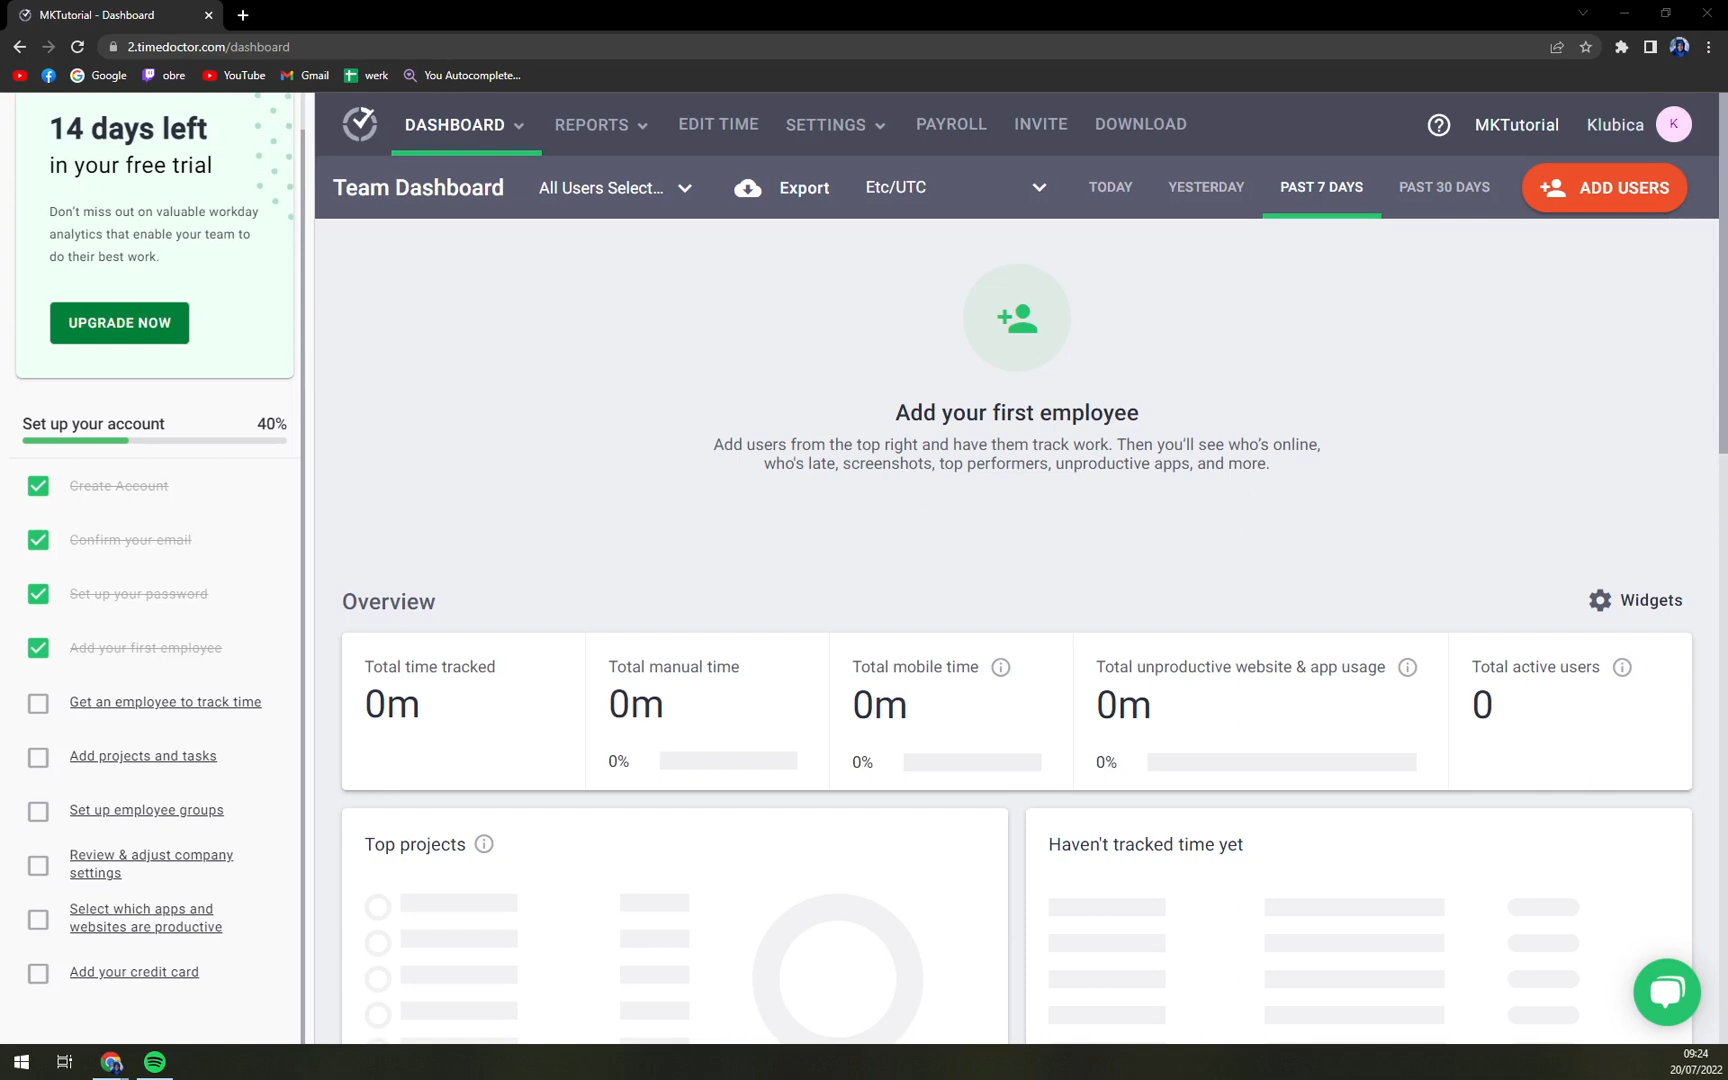 MKTutorial - Dashboard
2.timedoctor.com/dashboard
Google
obre
YouTube
Gmail
werk
You Autocomplete...
14 days left
in your free trial
Don't miss out on valuable workday
analytics that enable your team to
do their best work.
UPGRADE NOW
Set up your account 40%
Create Account
Confirm your email
Set up your password
Add your first employee
Get an employee to track time
Add projects and tasks
Set up employee groups
Review & adjust company
settings
Select which apps and
websites are productive
Add your credit card
DASHBOARD REPORTS EDIT TIME SETTINGS PAYROLL INVITE DOWNLOAD MKTutorial Klubica K
Team Dashboard All Users Select... Export Etc/UTC TODAY YESTERDAY PAST 7 DAYS PAST 30 DAYS ADD USERS
Add your first employee
Add users from the top right and have them track work. Then you'll see who's online,
who's late, screenshots, top performers, unproductive apps, and more.
Overview Widgets
Total time tracked
0m
Total manual time
0m
0%
Total mobile time
0m
0%
Total unproductive website & app usage
0m
0%
Total active users
0
Top projects
Haven't tracked time yet
09:24
20/07/2022